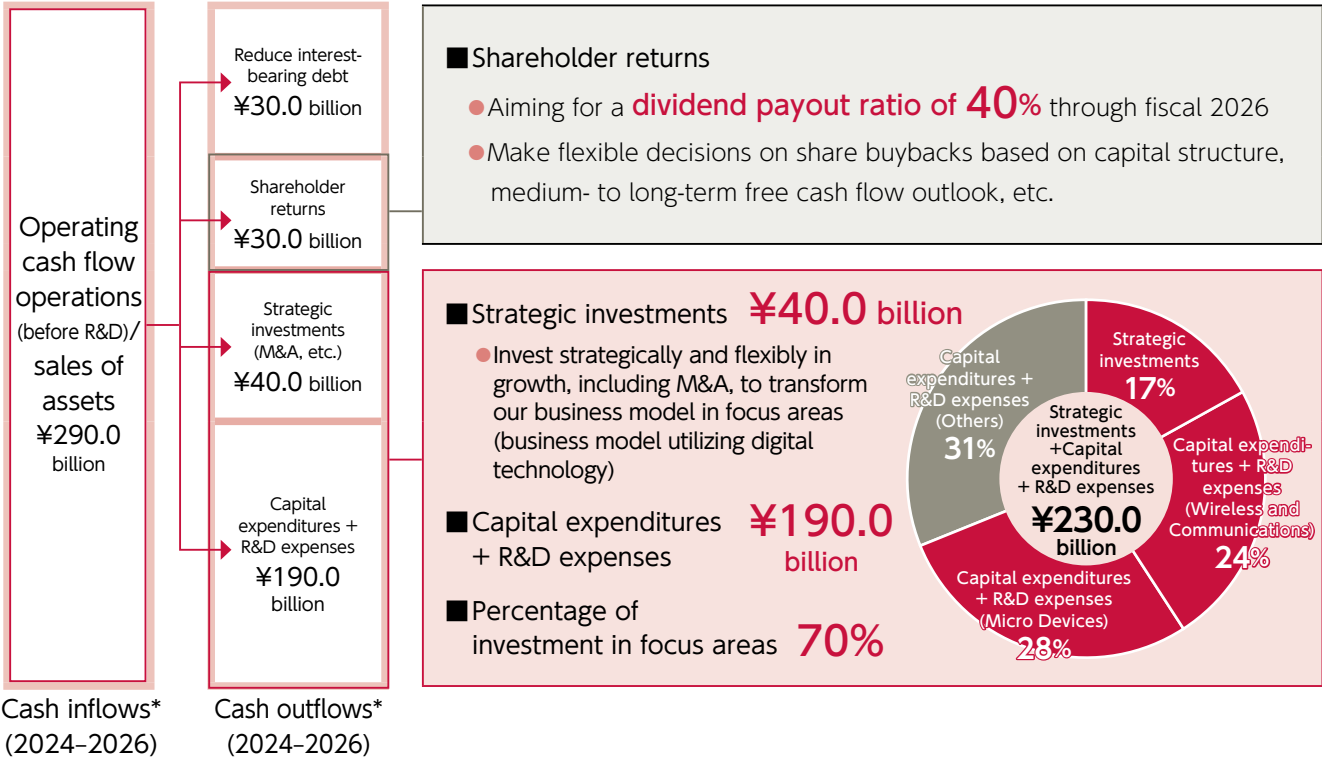 Operating
cash flow
operations
(before R&D)/
sales of
assets
¥290.0
billion
Cash inflows*
(2024–2026)
Reduce interest-
bearing debt
¥30.0 billion
Shareholder
returns
¥30.0 billion
Strategic
investments
(M&A, etc.)
¥40.0 billion
Capital
expenditures +
R&D expenses
¥190.0
billion
Cash outflows*
(2024–2026)
■Shareholder returns
●Aiming for a dividend payout ratio of 40% through fiscal 2026
●Make flexible decisions on share buybacks based on capital structure,
medium- to long-term free cash flow outlook, etc.
■Strategic investments ¥40.0 billion
●Invest strategically and flexibly in
growth, including M&A, to transform
our business model in focus areas
(business model utilizing digital
technology)
■Capital expenditures
+ R&D expenses
¥190.0
billion
■Percentage of
investment in focus areas 70%
Strategic
investments
17%
Capital expendi-
tures + R&D
expenses
(Wireless and
Communications)
24%
Capital expenditures
+ R&D expenses
(Micro Devices)
28%
Capital
expenditures +
R&D expenses
(Others)
31%
Strategic
investments
+Capital
expenditures
+ R&D expenses
¥230.0
billion